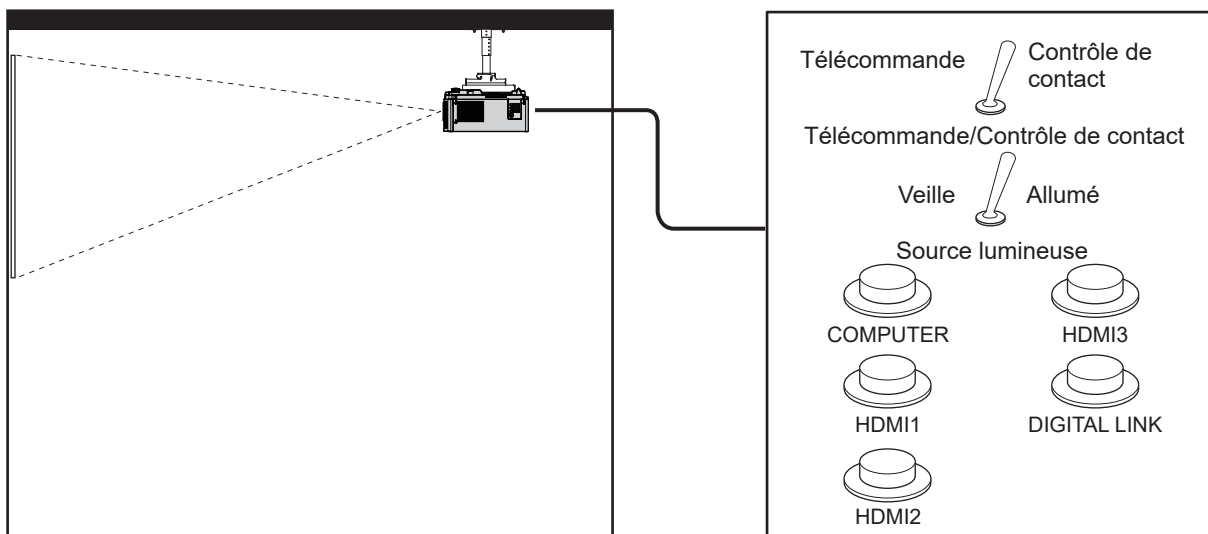 Télécommande
Contrôle de
contact
Télécommande/Contrôle de contact
Veille
Allumé
Source lumineuse
COMPUTER
HDMI3
HDMI1
DIGITAL LINK
HDMI2